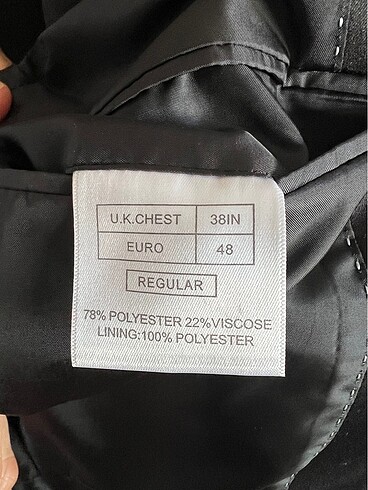 U.K.CHEST 38IN
EURO 48
REGULAR
78% POLYESTER 22%VISCOSE
LINING:100% POLYESTER